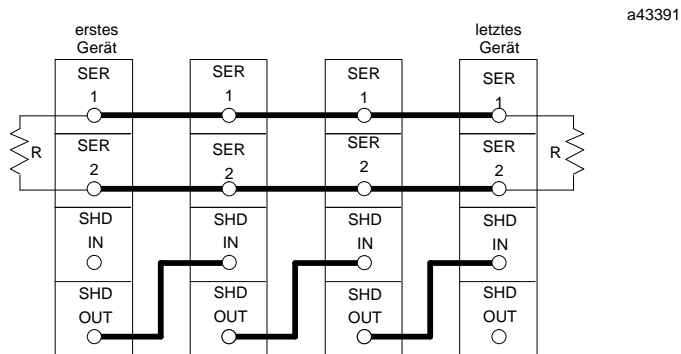 a43391
erstes
Gerät
letztes
Gerät
SER SER SER SER
1 1 1 1
R SER SER SER SER R
2 2 2 2
SHD SHD SHD SHD
IN IN IN IN
SHD SHD SHD SHD
OUT OUT OUT OUT